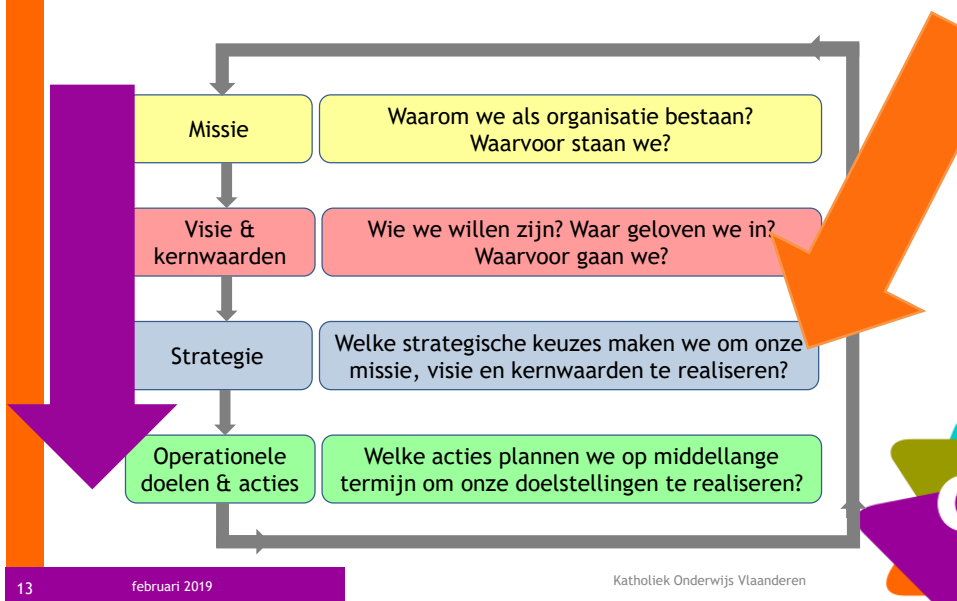 Missie
Waarom we als organisatie bestaan?
Waarvoor staan we?
Visie &
kernwaarden
Wie we willen zijn? Waar geloven we in?
Waarvoor gaan we?
Strategie
Welke strategische keuzes maken we om onze
missie, visie en kernwaarden te realiseren?
Operationele
doelen & acties
Welke acties plannen we op middellange
termijn om onze doelstellingen te realiseren?
13
februari 2019
Katholiek Onderwijs Vlaanderen